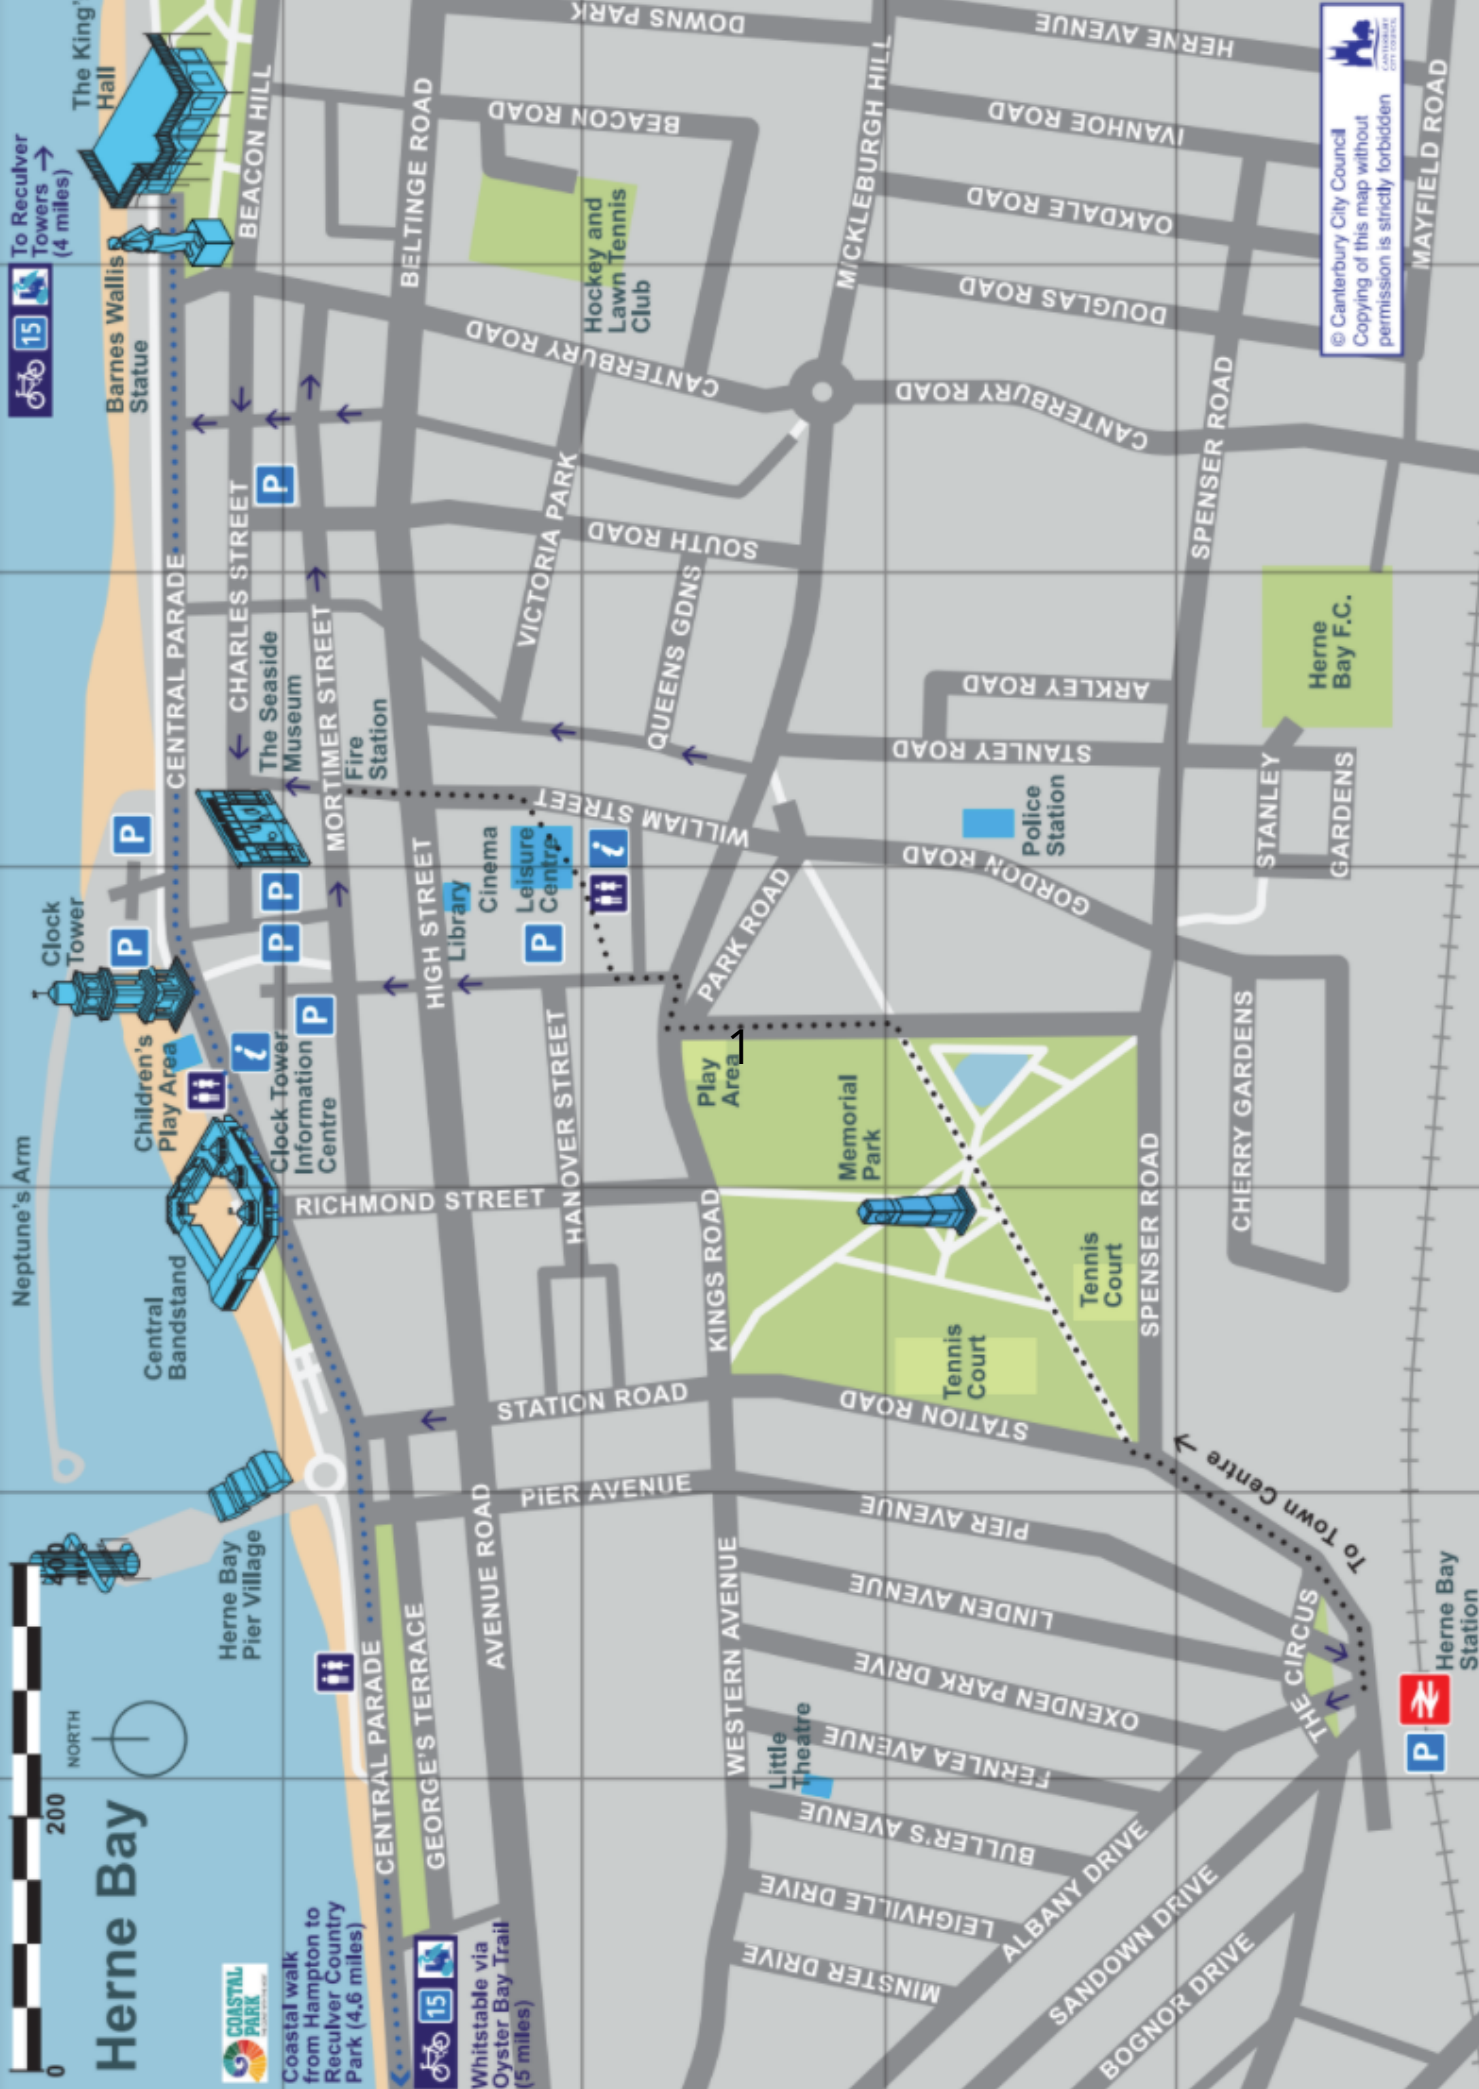 Herne Bay
0
200
NORTH
COASTAL
PARK
Coastal walk
from Hampton to
Reculver Country
Park (4.6 miles)
15
Whitstable via
Oyster Bay Trail
(5 miles)
Neptune's Arm
Herne Bay
Pier Village
Central
Bandstand
Children's
Play Area
Clock
Tower
Clock Tower
Information
Centre
i
P
P
P
P
P
P
P
The Seaside
Museum
Fire
Station
Barnes Wallis
Statue
15
To Reculver
Towers →
(4 miles)
The King'
Hall
CENTRAL PARADE
GEORGE'S TERRACE
AVENUE ROAD
CENTRAL PARADE
CHARLES STREET
MORTIMER STREET
HIGH STREET
BEACON HILL
BELTINGE ROAD
DOWNS PARK
BEACON ROAD
Hockey and
Lawn Tennis
Club
CANTERBURY ROAD
VICTORIA PARK
SOUTH ROAD
QUEENS GDNS
WILLIAM STREET
Library
Cinema
Leisure
Centre
i
HANOVER STREET
RICHMOND STREET
STATION ROAD
PIER AVENUE
KINGS ROAD
WESTERN AVENUE
PARK ROAD
MICKLEBURGH HILL
HERNE AVENUE
IVANHOE ROAD
OAKDALE ROAD
DOUGLAS ROAD
CANTERBURY ROAD
SPENSER ROAD
MAYFIELD ROAD
ARKLEY ROAD
STANLEY ROAD
Police
Station
GORDON ROAD
STANLEY
GARDENS
Herne
Bay F.C.
CHERRY GARDENS
SPENSER ROAD
1
Play
Area
Memorial
Park
Tennis
Court
Tennis
Court
STATION ROAD
To Town Centre
PIER AVENUE
LINDEN AVENUE
OXENDEN PARK DRIVE
FERNLEA AVENUE
Little
Theatre
BULLER'S AVENUE
LEIGHVILLE DRIVE
MINSTER DRIVE
ALBANY DRIVE
SANDOWN DRIVE
BOGNOR DRIVE
THE CIRCUS
P
Herne Bay
Station
CANTERBURY
CITY COUNCIL
© Canterbury City Council
Copying of this map without
permission is strictly forbidden